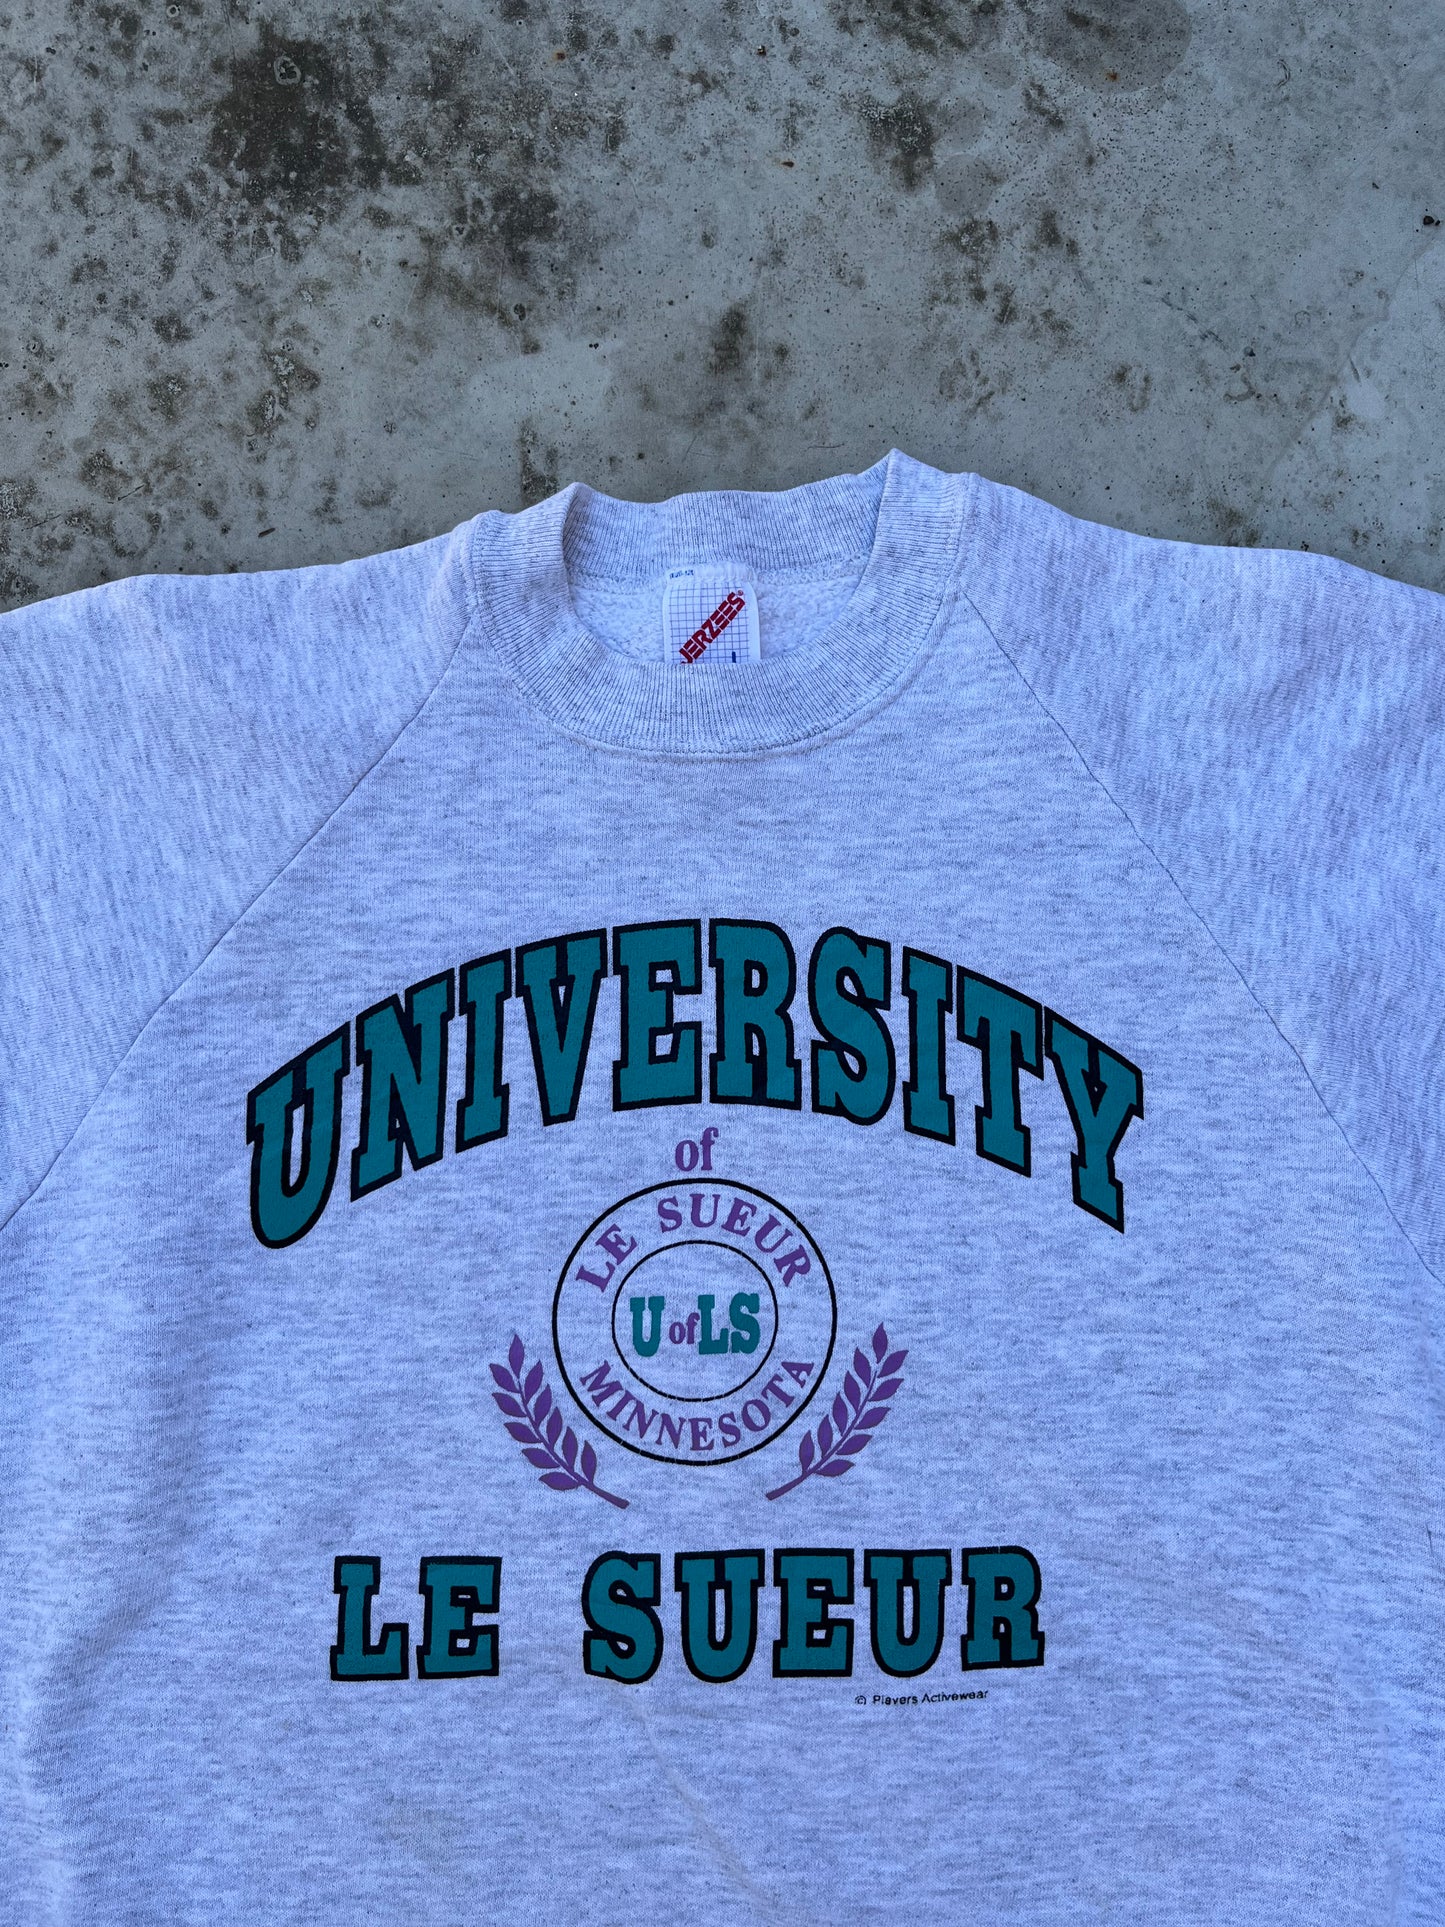 JERZEES
L
UNIVERSITY
of
LE SUEUR
U of LS
MINNESOTA
LE SUEUR
© Players Activewear